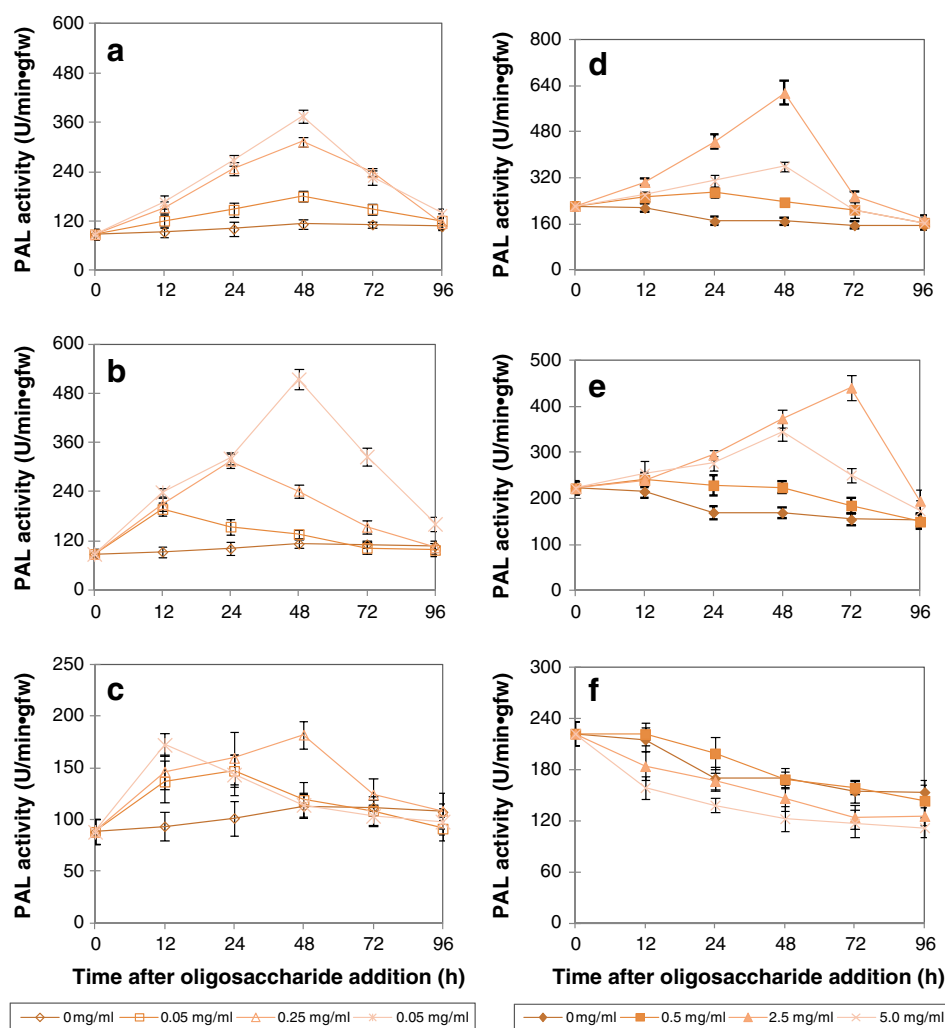 a
PAL activity (U/min•gfw)
600
480
360
240
120
0
0 12 24 48 72 96
d
PAL activity (U/min•gfw)
800
640
480
320
160
0
0 12 24 48 72 96
b
PAL activity (U/min•gfw)
600
480
360
240
120
0
0 12 24 48 72 96
e
PAL activity (U/min•gfw)
500
400
300
200
100
0
0 12 24 48 72 96
c
PAL activity (U/min•gfw)
250
200
150
100
50
0
0 12 24 48 72 96
Time after oligosaccharide addition (h)
0 mg/ml 0.05 mg/ml 0.25 mg/ml 0.05 mg/ml
f
PAL activity (U/min•gfw)
300
240
180
120
60
0
0 12 24 48 72 96
Time after oligosaccharide addition (h)
0 mg/ml 0.5 mg/ml 2.5 mg/ml 5.0 mg/ml